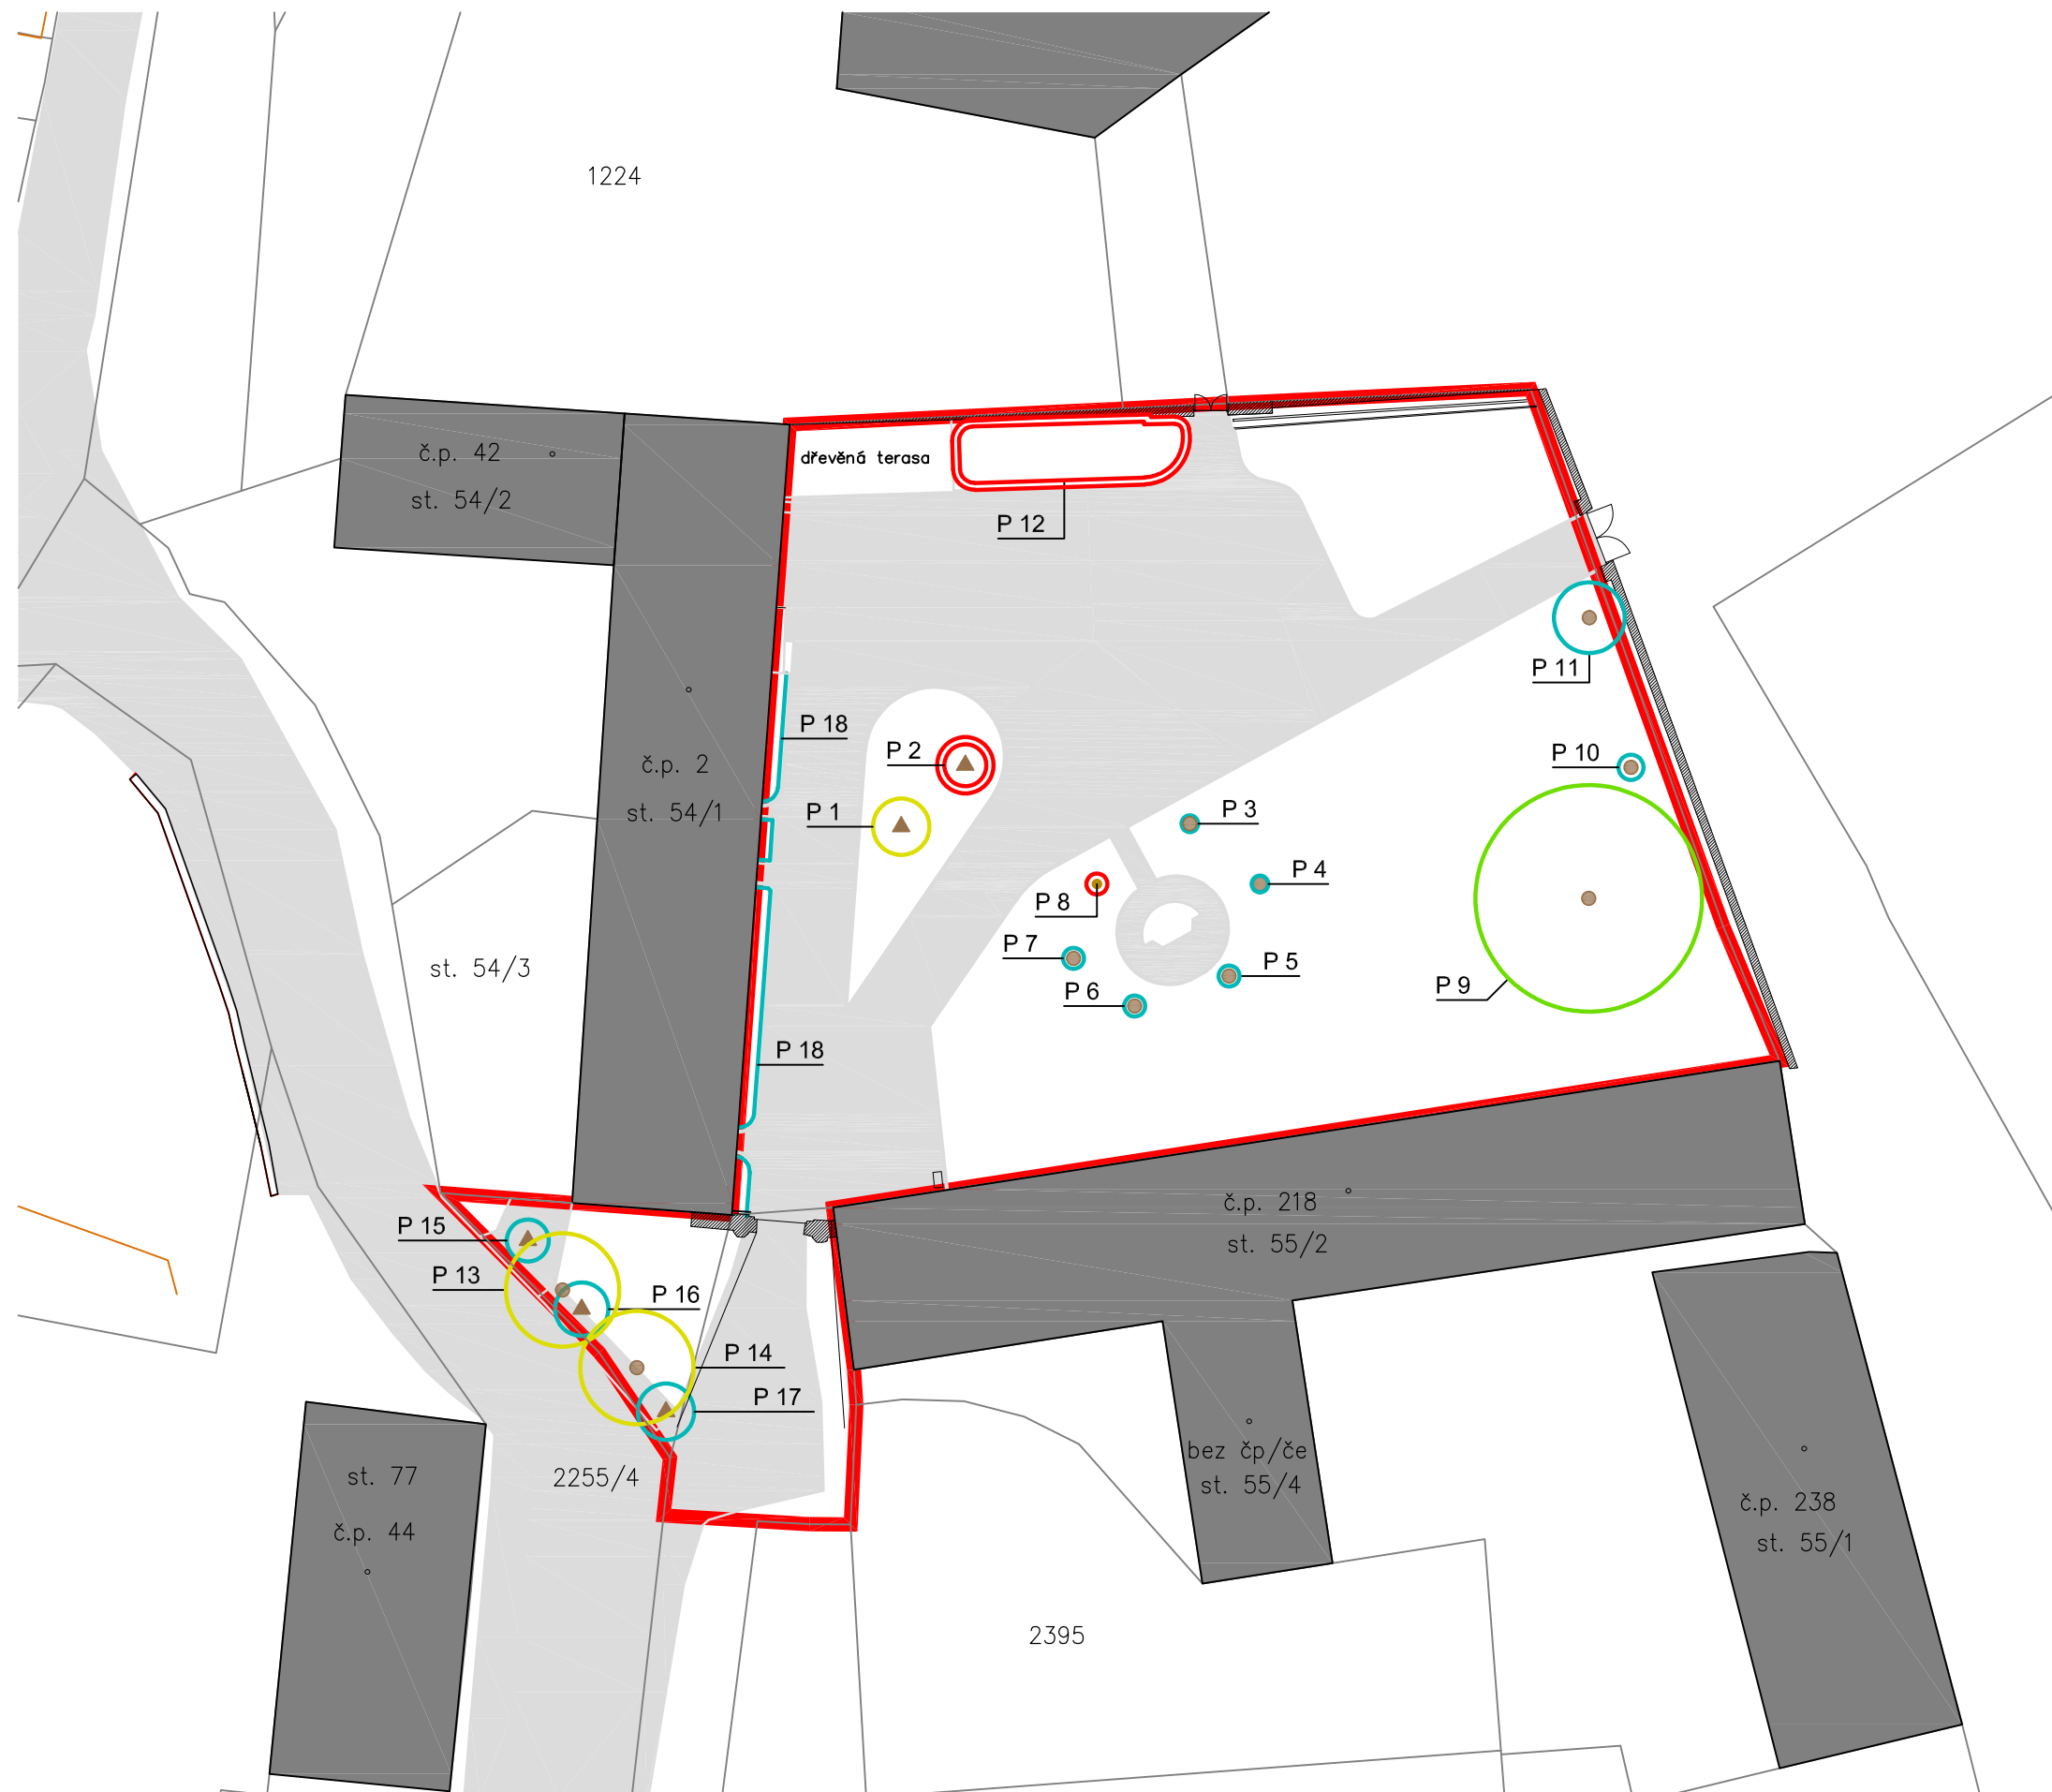 1224
č.p. 42
dřevěná terasa
st. 54/2
P 12
P 11
P 18
P 2
P 10
č.p. 2
st. 54/1
P 1
P 3
P 4
P 8
P 7
P 5
st. 54/3
P 6
P 9
P 18
č.p. 218
P 15
st. 55/2
P 13
P 16
P 14
P 17
bez čp/če
st. 77
2255/4
st. 55/4
č.p. 238
č.p. 44
st. 55/1
2395